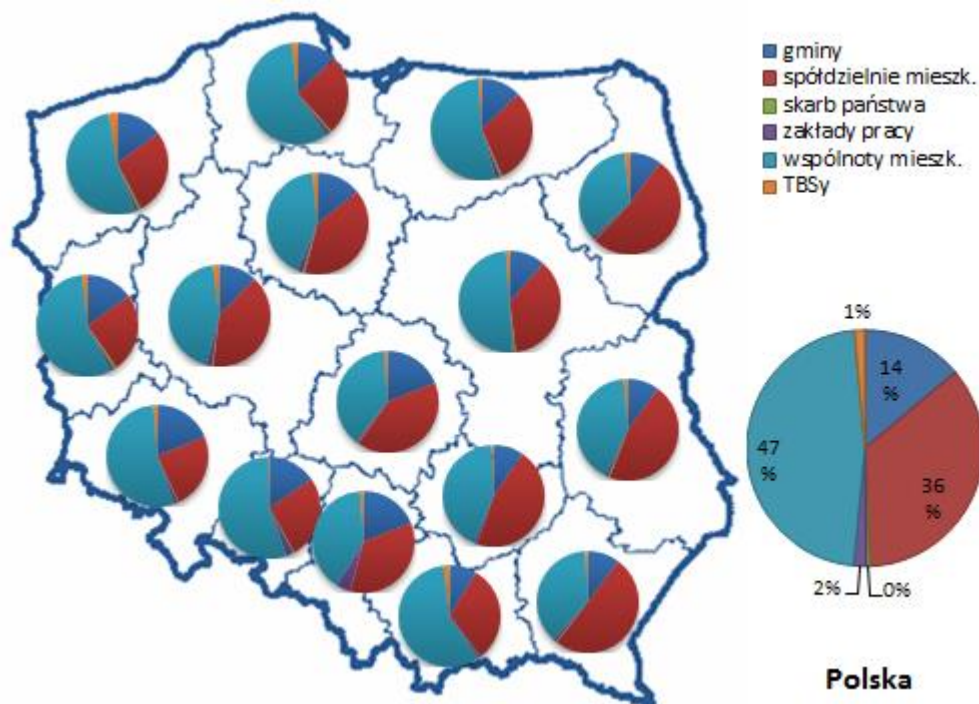 gminy
spółdzielnie mieszk.
skarb państwa
zakłady pracy
wspólnoty mieszk.
TBSy
1%
14
%
47
%
36
%
2%
0%
Polska